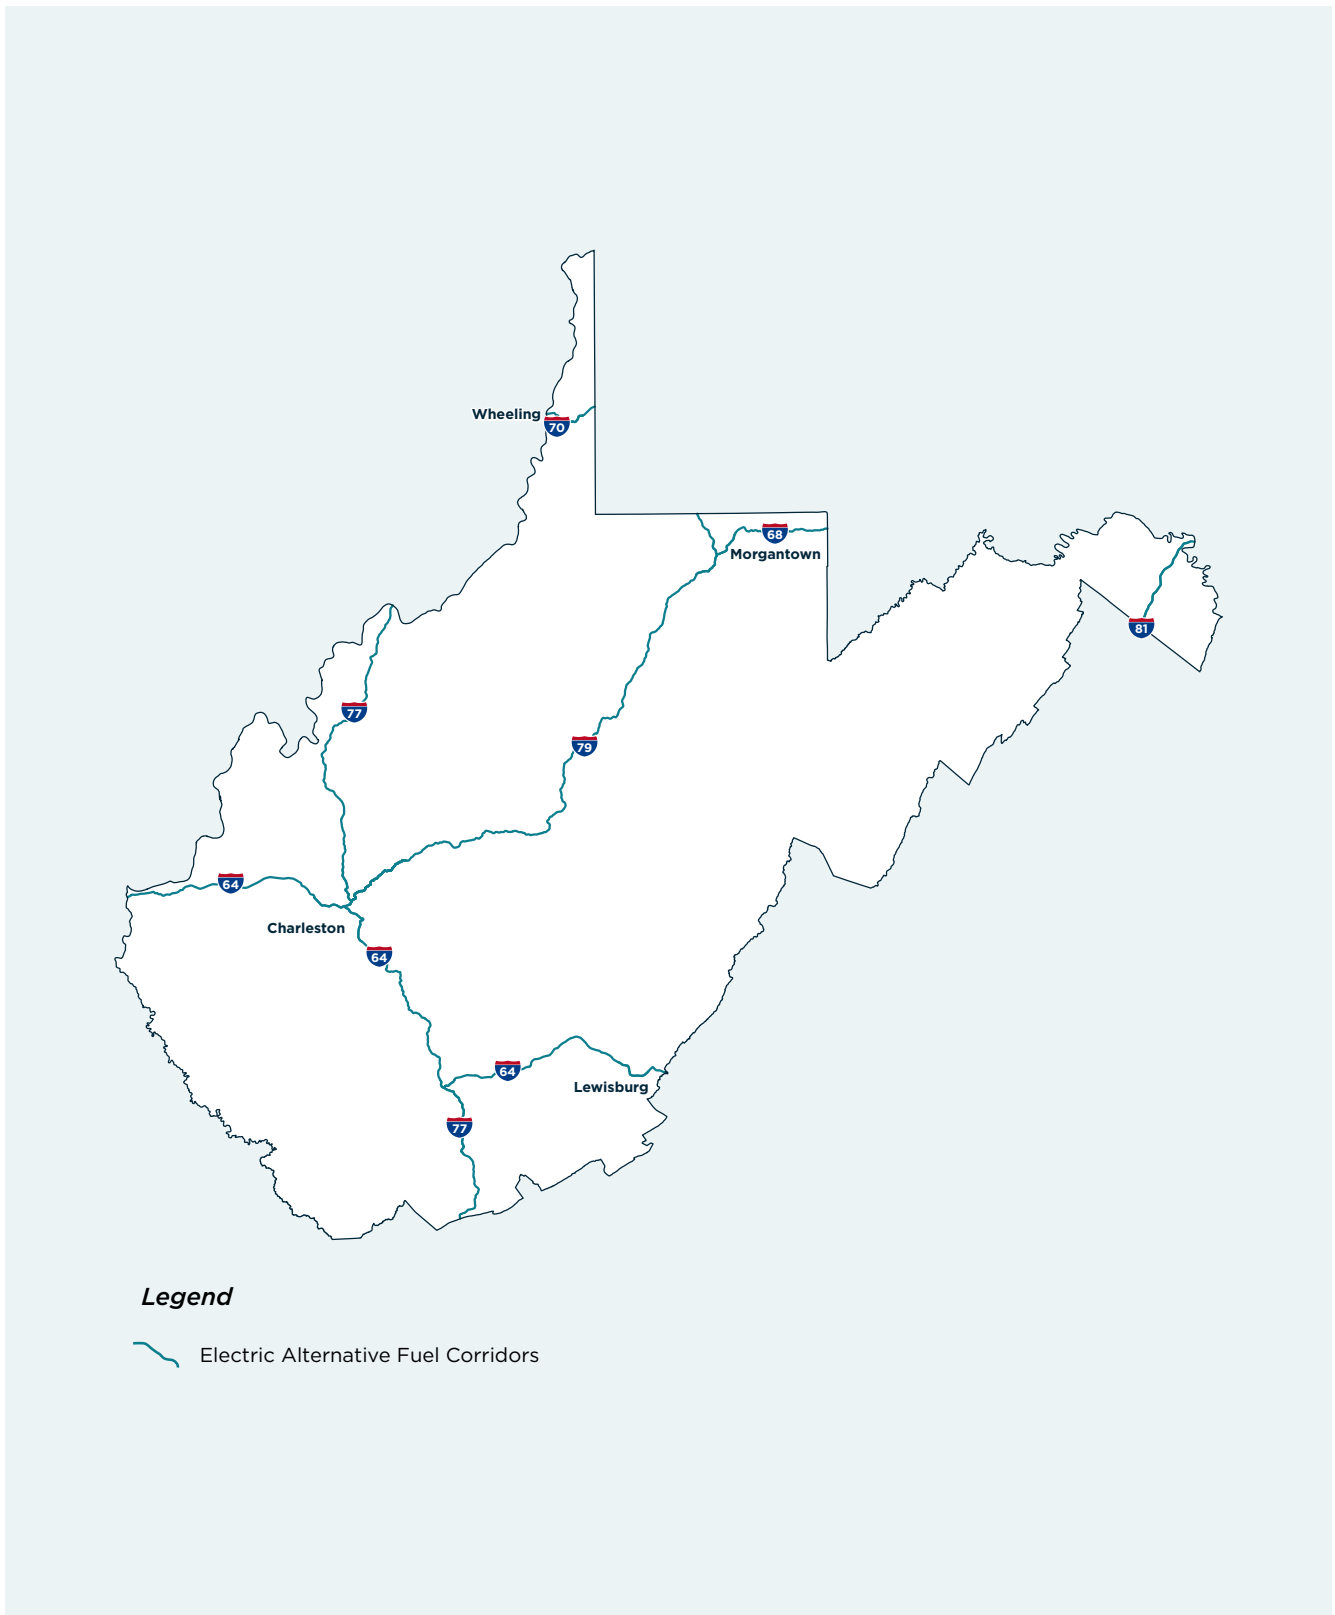 Wheeling
70
68
Morgantown
81
77
79
64
Charleston
64
64
Lewisburg
77
Legend
Electric Alternative Fuel Corridors